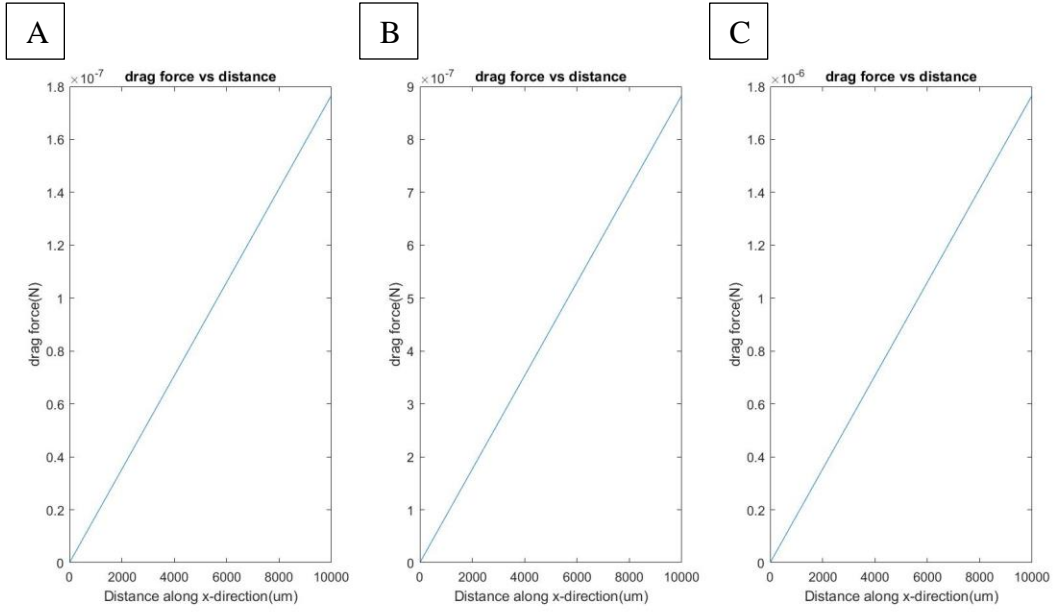 A
B
C
×10⁻⁷
drag force vs distance
1.8
1.6
1.4
1.2
1
0.8
0.6
0.4
0.2
0
drag force(N)
0 2000 4000 6000 8000 10000
Distance along x-direction(um)
×10⁻⁷
drag force vs distance
9
8
7
6
5
4
3
2
1
0
drag force(N)
0 2000 4000 6000 8000 10000
Distance along x-direction(um)
×10⁻⁶
drag force vs distance
1.8
1.6
1.4
1.2
1
0.8
0.6
0.4
0.2
0
drag force(N)
0 2000 4000 6000 8000 10000
Distance along x-direction(um)